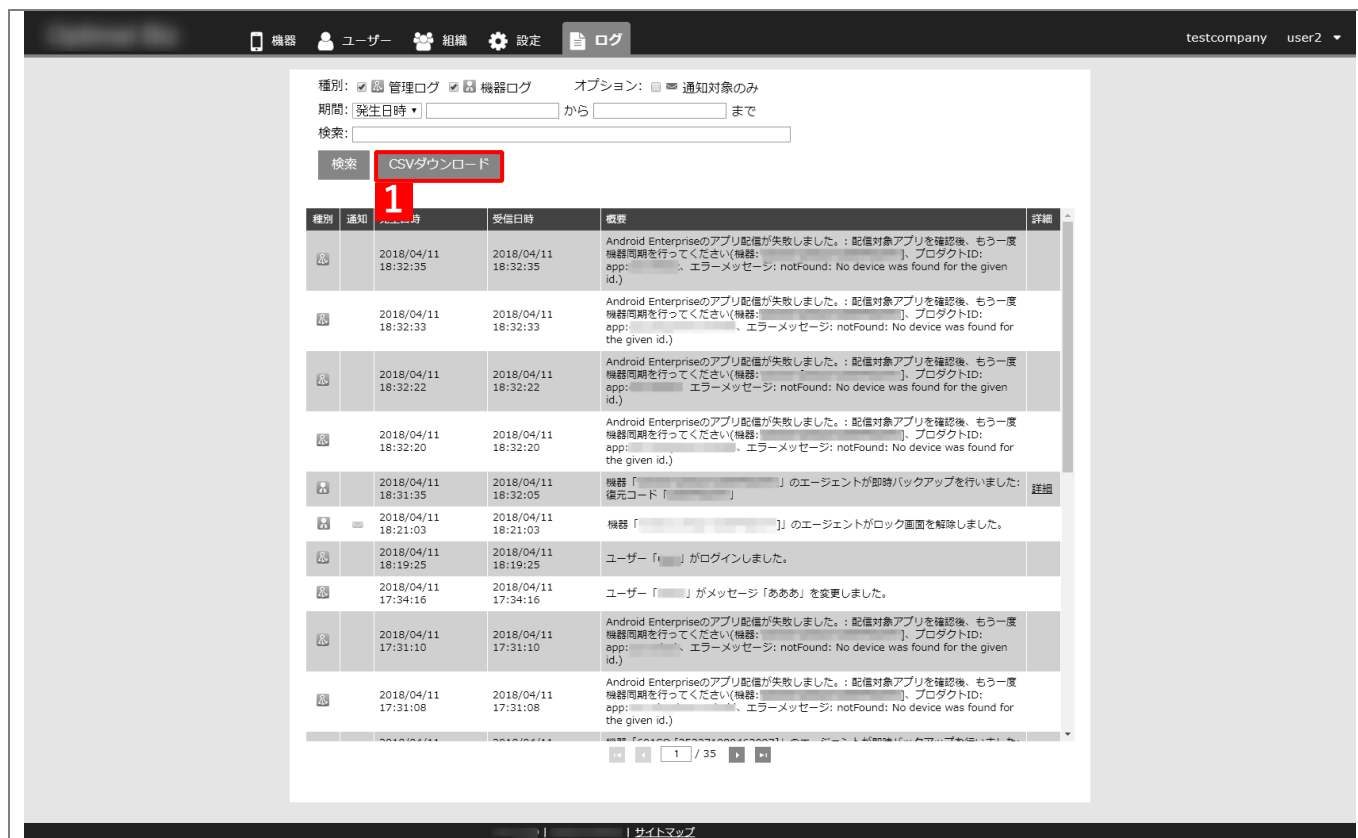 機器 ユーザー 組織 設定 ログ testcompany user2
種別: 管理ログ 機器ログ オプション: 通知対象のみ
期間: 発生日時 から まで
検索:
検索 CSVダウンロード
1
種別 通知 受信日時 概要 詳細
Android Enterpriseのアプリ配信が失敗しました。: 配信対象アプリを確認後、もう一度
2018/04/11 2018/04/11 機器同期を行ってください(機器: ]、プロダクトID:
18:32:35 18:32:35 app: 、エラーメッセージ: notFound: No device was found for the given
id.)
Android Enterpriseのアプリ配信が失敗しました。: 配信対象アプリを確認後、もう一度
2018/04/11 2018/04/11 機器同期を行ってください(機器: ]、プロダクトID:
18:32:33 18:32:33 app: 、エラーメッセージ: notFound: No device was found for
the given id.)
Android Enterpriseのアプリ配信が失敗しました。: 配信対象アプリを確認後、もう一度
2018/04/11 2018/04/11 機器同期を行ってください(機器: ]、プロダクトID:
18:32:22 18:32:22 app: エラーメッセージ: notFound: No device was found for the given
id.)
Android Enterpriseのアプリ配信が失敗しました。: 配信対象アプリを確認後、もう一度
2018/04/11 2018/04/11 機器同期を行ってください(機器: ]、プロダクトID:
18:32:20 18:32:20 app: 、エラーメッセージ: notFound: No device was found for
the given id.)
2018/04/11 2018/04/11 機器「 」のエージェントが即時バックアップを行いました:
18:31:35 18:32:05 復元コード「 」 詳細
2018/04/11 2018/04/11 機器「 ]」のエージェントがロック画面を解除しました。
18:21:03 18:21:03
2018/04/11 2018/04/11 ユーザー「 」がログインしました。
18:19:25 18:19:25
2018/04/11 2018/04/11 ユーザー「 」がメッセージ「あああ」を変更しました。
17:34:16 17:34:16
Android Enterpriseのアプリ配信が失敗しました。: 配信対象アプリを確認後、もう一度
2018/04/11 2018/04/11 機器同期を行ってください(機器: ]、プロダクトID:
17:31:10 17:31:10 app: 、エラーメッセージ: notFound: No device was found for the given
id.)
Android Enterpriseのアプリ配信が失敗しました。: 配信対象アプリを確認後、もう一度
2018/04/11 2018/04/11 機器同期を行ってください(機器: ]、プロダクトID:
17:31:08 17:31:08 app: 、エラーメッセージ: notFound: No device was found for
the given id.)
1 / 35
| | サイトマップ